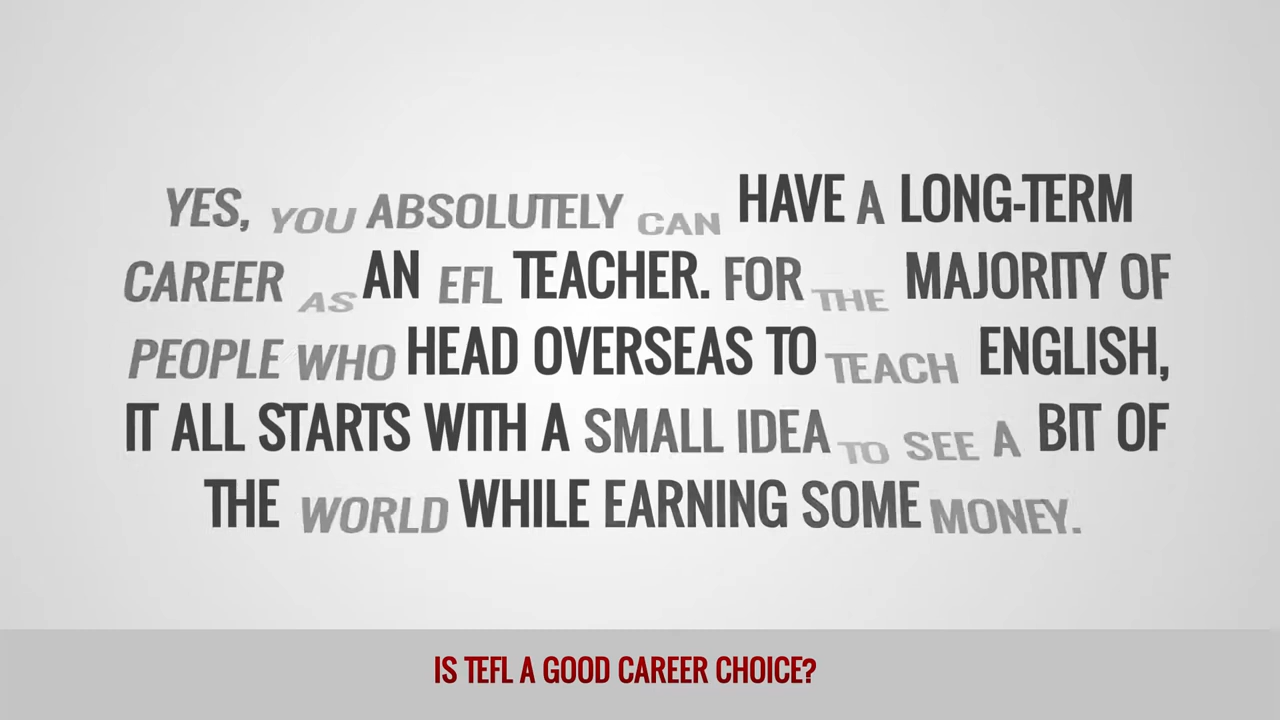 YES, YOU ABSOLUTELY CAN HAVE A LONG-TERM
CAREER AS AN EFL TEACHER. FOR THE MAJORITY OF
PEOPLE WHO HEAD OVERSEAS TO TEACH ENGLISH,
IT ALL STARTS WITH A SMALL IDEA TO SEE A BIT OF
THE WORLD WHILE EARNING SOME MONEY.
IS TEFL A GOOD CAREER CHOICE?